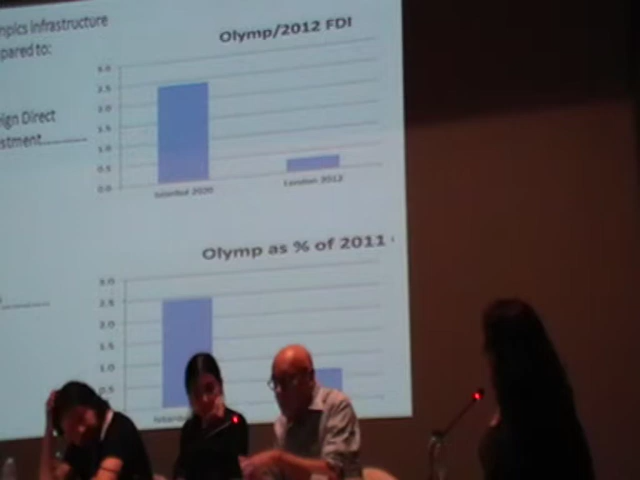 mpics Infrastructure
pared to:
Olymp/2012 FDI
3.0
2.5
2.0
1.5
1.0
0.5
0.0
Istanbul 2020
London 2012
eign Direct
stment
Olymp as % of 2011
3.0
2.5
2.0
1.5
1.0
0.5